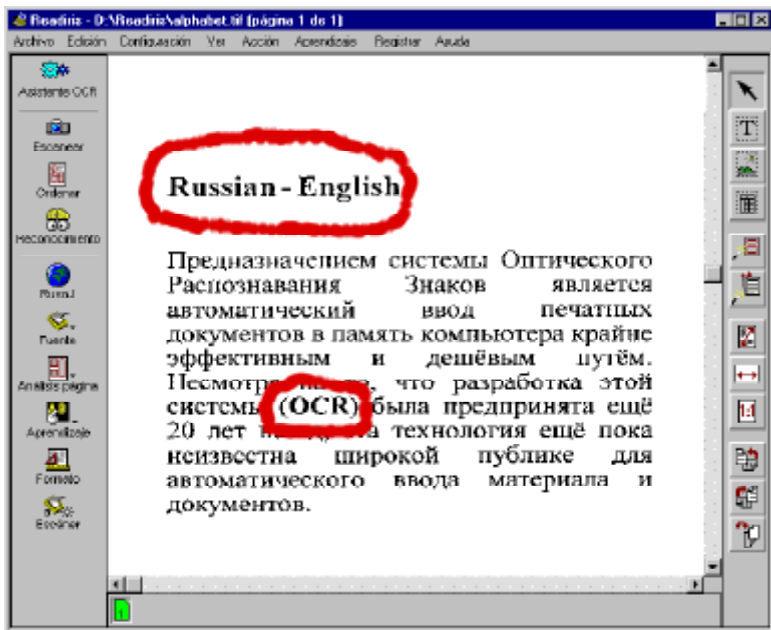 Readiris - D:\Readiris\alphabet.tif (página 1 de 1)
Archivo Edición Configuración Ver Acción Aprendizaje Registrar Ayuda
Asistente OCR
Escanear
Ordenar
Reconocimiento
Fuente
Análisis página
Aprendizaje
Formato
Escáner
Russian - English
Предназначением системы Оптического
Распознавания Знаков является
автоматический ввод печатных
документов в память компьютера крайне
эффективным и дешёвым путём.
Несмотря что разработка этой
системы (OCR) была предпринята ещё
20 лет технология ещё пока
неизвестна широкой публике для
автоматического ввода материала и
документов.